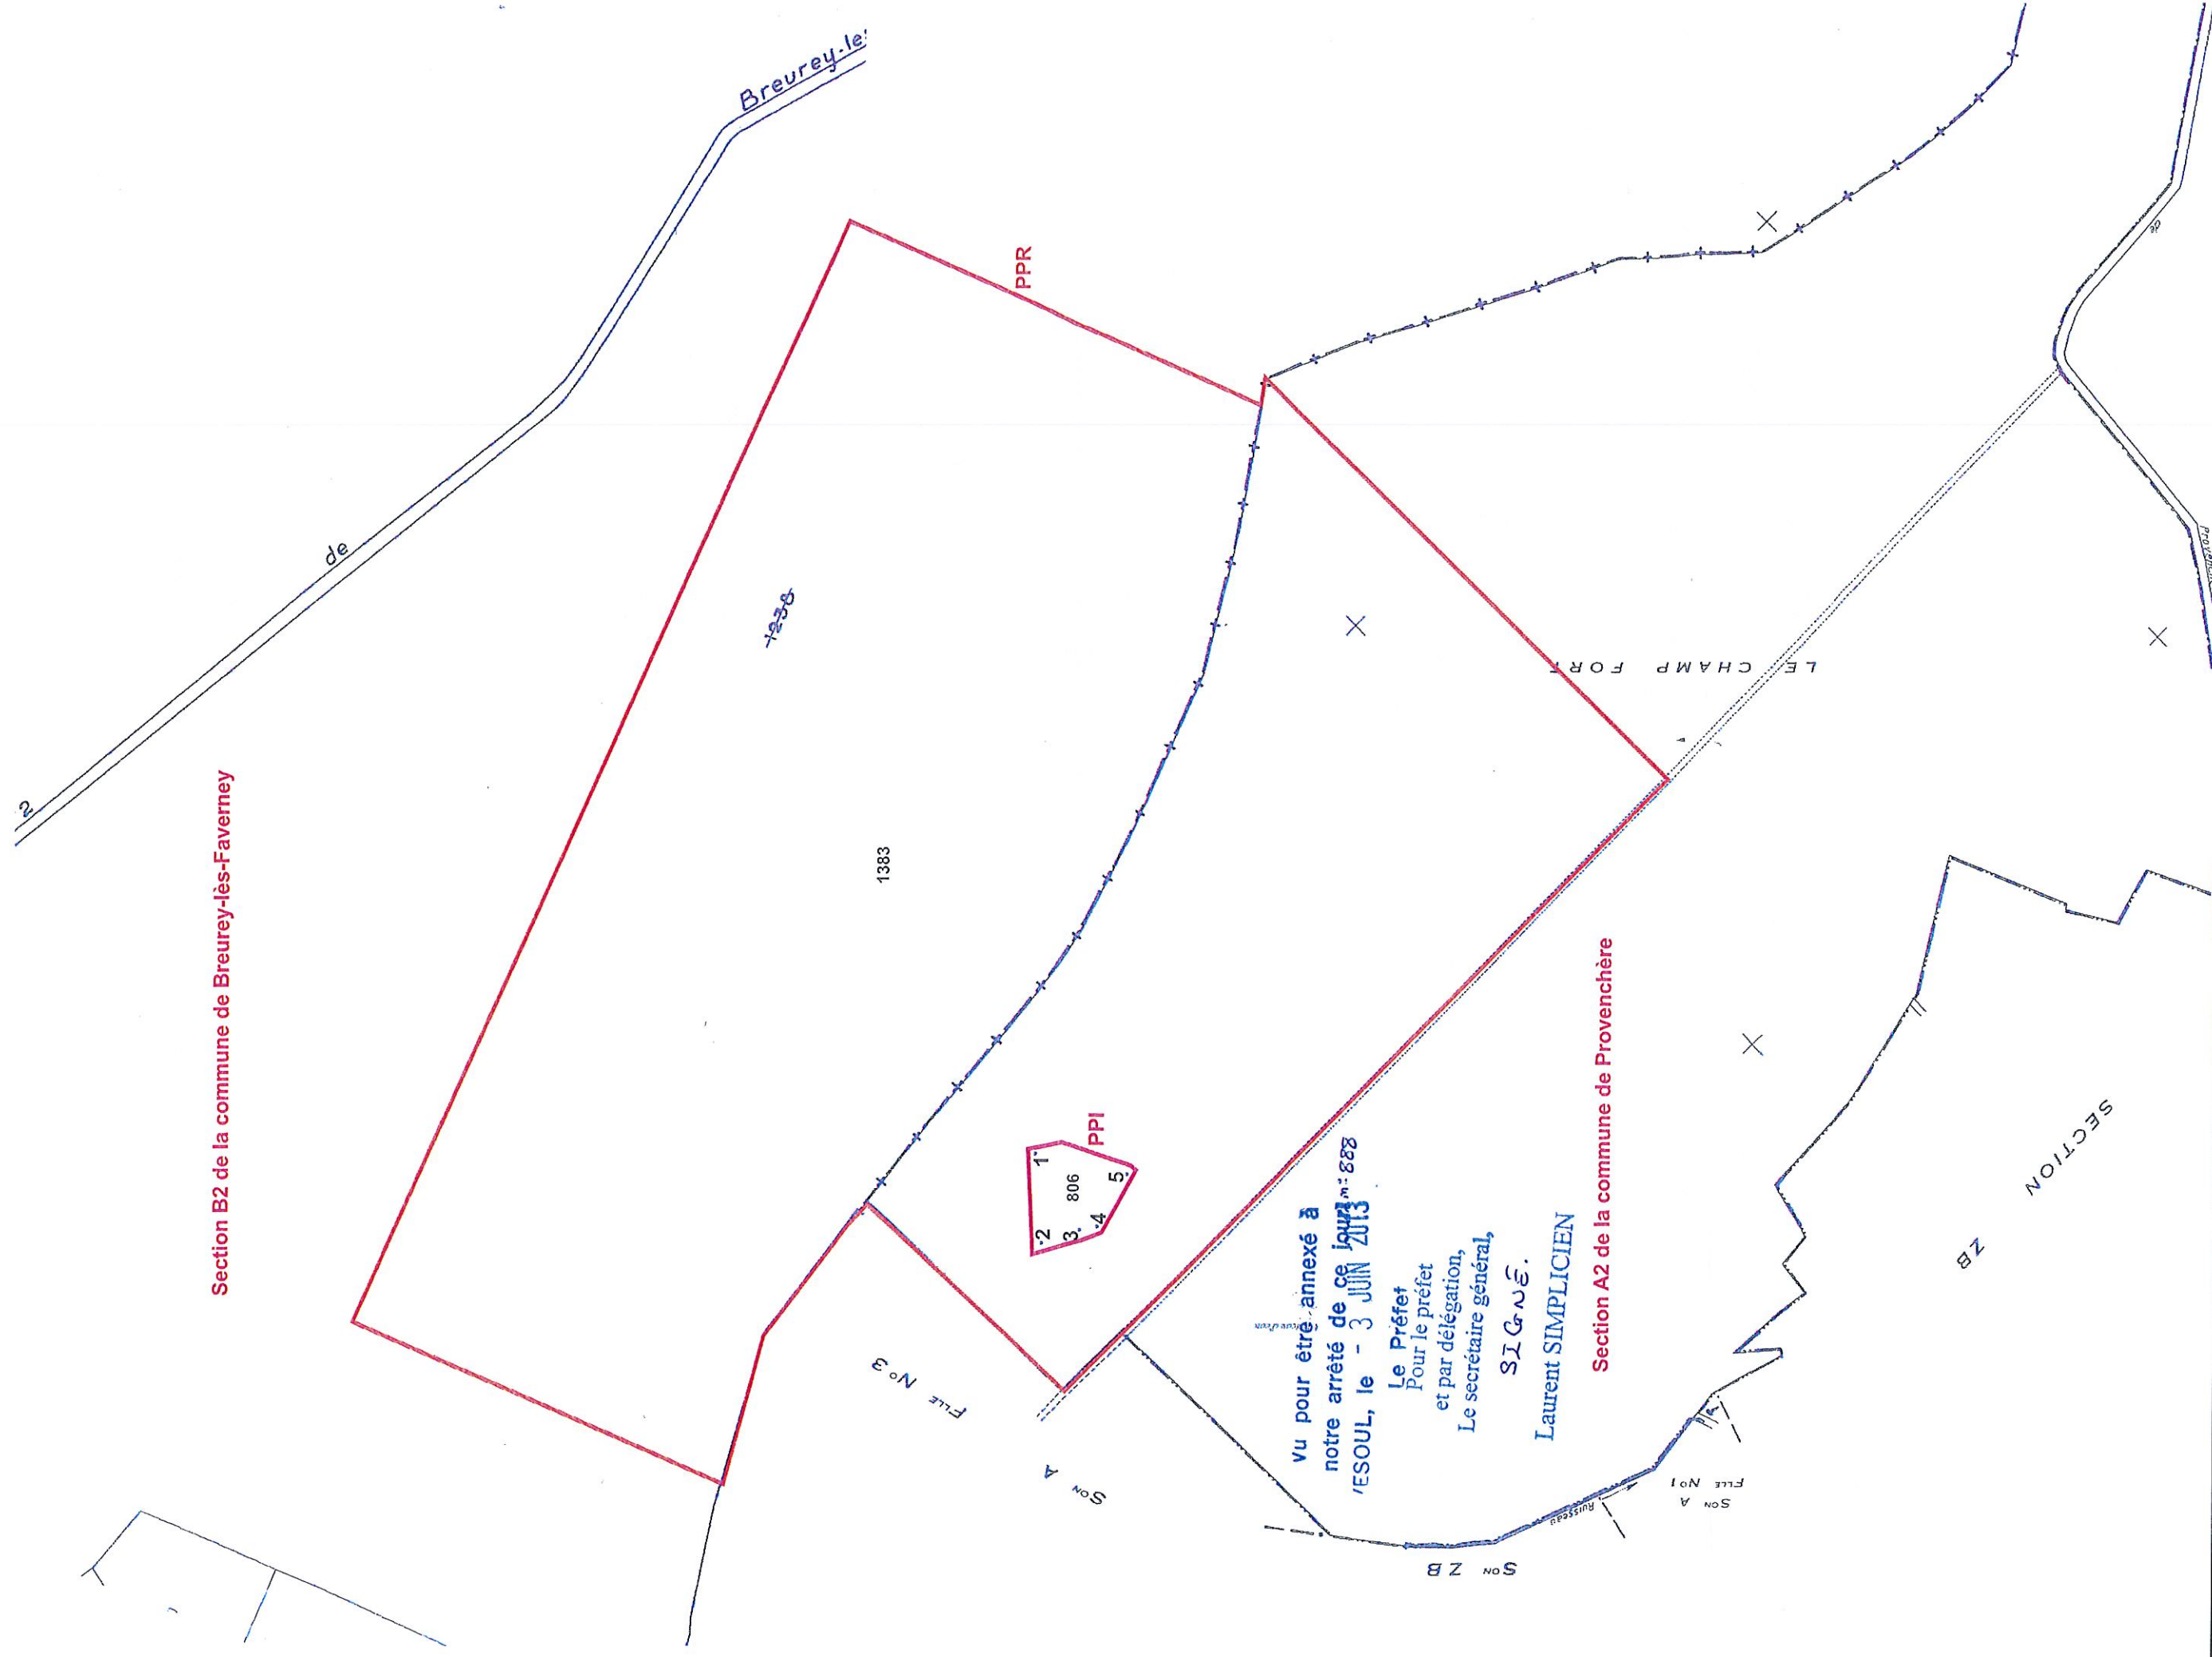 Section B2 de la commune de Breurey-lès-Faverney
2
de
Breurey-le
1238
1383
PPR
PPI
1
2
3
4
5
806
LE CHAMP FORT
FLLE N°3
SON A
Vu pour être annexé à
notre arrêté de ce jour n° 888
ESOUL, le - 3 JUIN 2013
Le Préfet
Pour le préfet
et par délégation,
Le secrétaire général,
SIGNÉ.
Laurent SIMPLICIEN
Section A2 de la commune de Provenchère
SECTION
ZB
Ruisseau
SON A
FLLE N°1
SON ZB
de